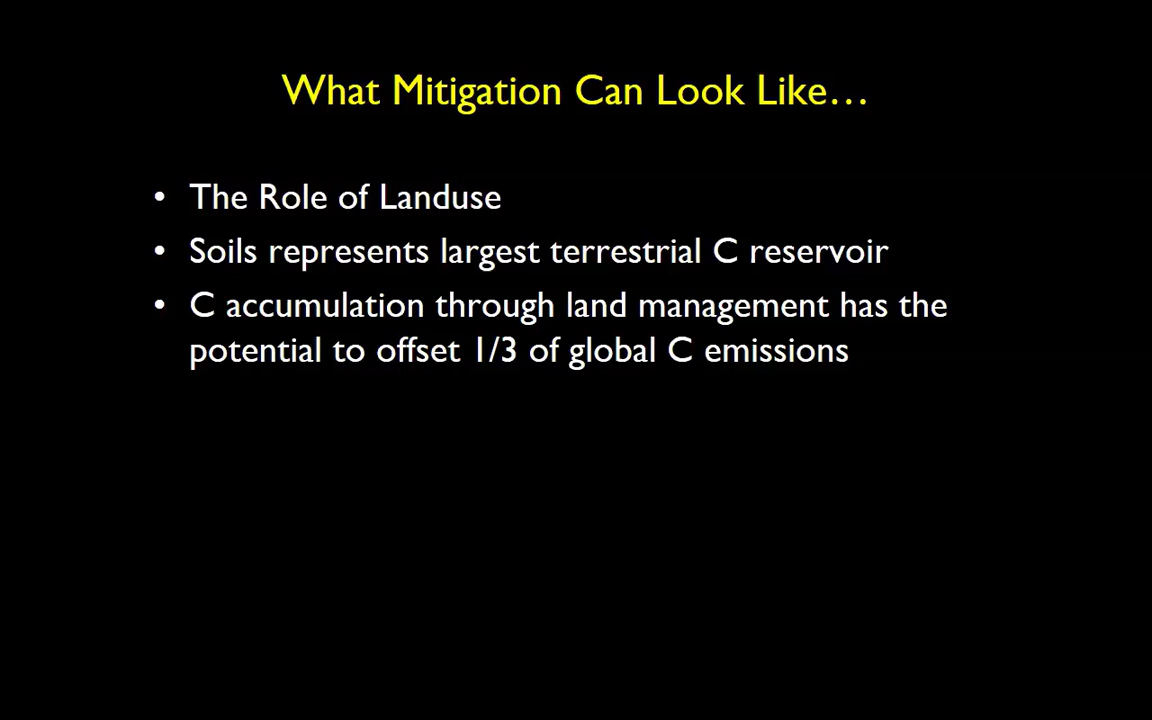 What Mitigation Can Look Like…
• The Role of Landuse
• Soils represents largest terrestrial C reservoir
• C accumulation through land management has the
potential to offset 1/3 of global C emissions